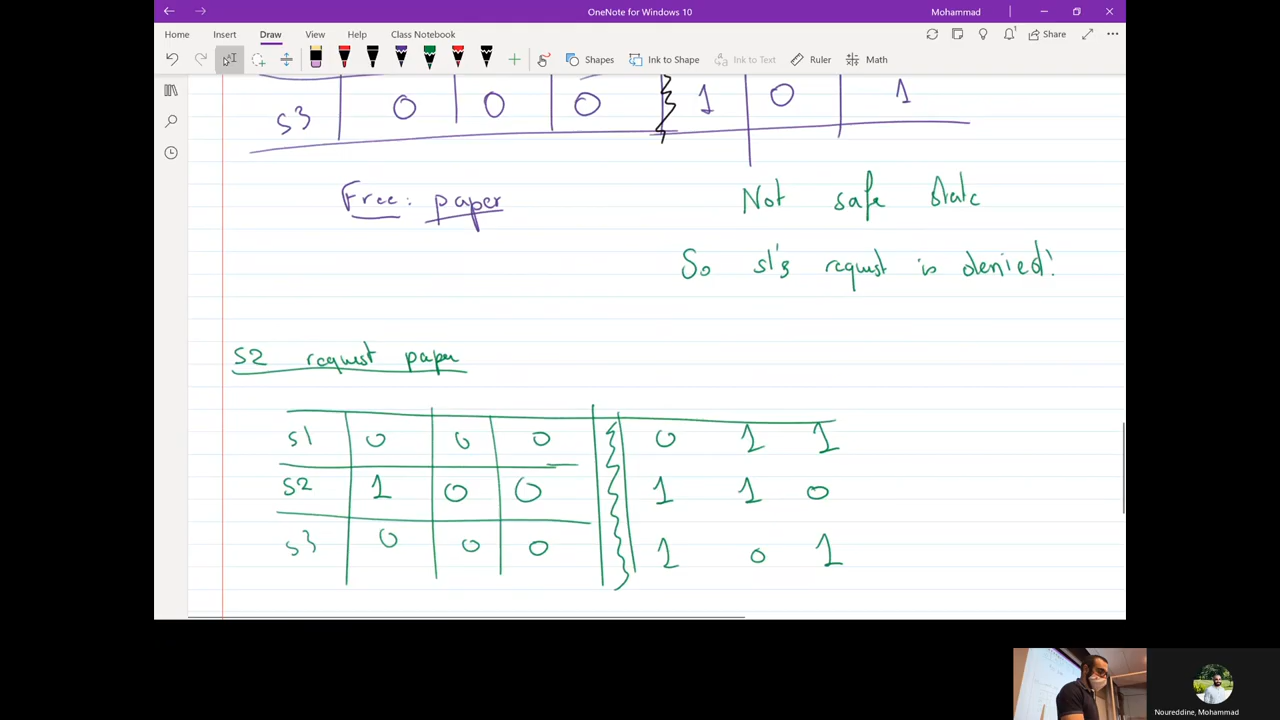 OneNote for Windows 10
Mohammad
Home Insert Draw View Help Class Notebook
Share
Shapes Ink to Shape Ink to Text Ruler Math
s3 0 0 0 1 0 1
Free: paper
Not safe state
So s1's request is denied!
S2 request paper
s1 0 0 0 0 1 1
s2 1 0 0 1 1 0
s3 0 0 0 1 0 1
Noureddine, Mohammad